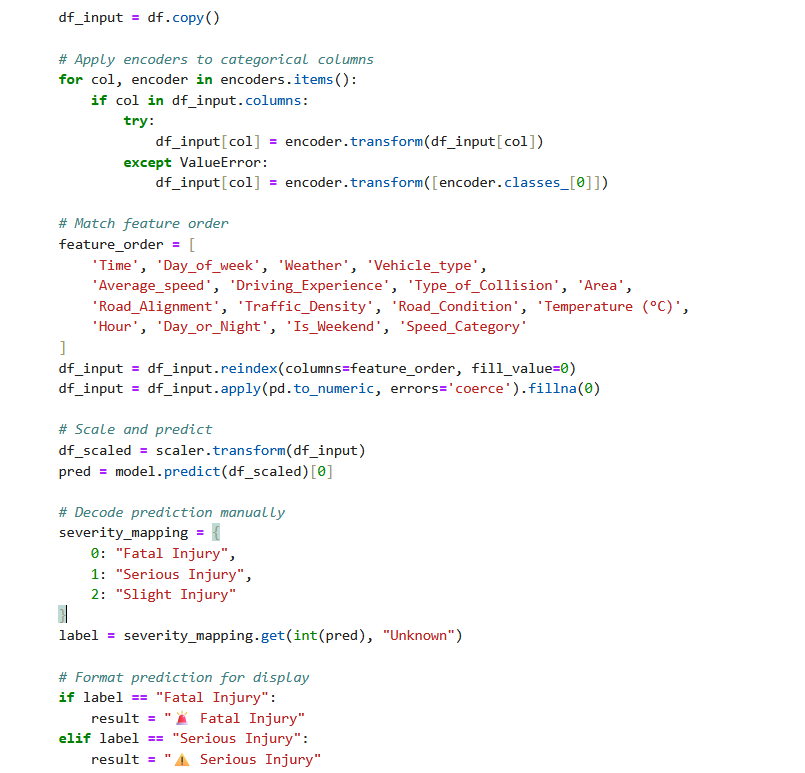 df_input = df.copy()
# Apply encoders to categorical columns
for col, encoder in encoders.items():
    if col in df_input.columns:
        try:
            df_input[col] = encoder.transform(df_input[col])
        except ValueError:
            df_input[col] = encoder.transform([encoder.classes_[0]])
# Match feature order
feature_order = [
    'Time', 'Day_of_week', 'Weather', 'Vehicle_type',
    'Average_speed', 'Driving_Experience', 'Type_of_Collision', 'Area',
    'Road_Alignment', 'Traffic_Density', 'Road_Condition', 'Temperature (°C)',
    'Hour', 'Day_or_Night', 'Is_Weekend', 'Speed_Category'
]
df_input = df_input.reindex(columns=feature_order, fill_value=0)
df_input = df_input.apply(pd.to_numeric, errors='coerce').fillna(0)
# Scale and predict
df_scaled = scaler.transform(df_input)
pred = model.predict(df_scaled)[0]
# Decode prediction manually
severity_mapping = {
    0: "Fatal Injury",
    1: "Serious Injury",
    2: "Slight Injury"
}
label = severity_mapping.get(int(pred), "Unknown")
# Format prediction for display
if label == "Fatal Injury":
    result = "🚨 Fatal Injury"
elif label == "Serious Injury":
    result = "⚠️ Serious Injury"